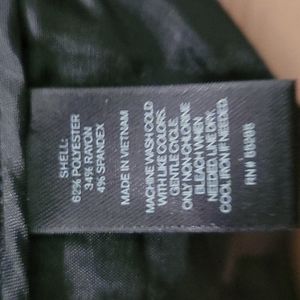 SHELL:
62% POLYESTER
34% RAYON
4% SPANDEX
MADE IN VIETNAM
MACHINE WASH COLD
WITH LIKE COLORS.
GENTLE CYCLE.
ONLY NON-CHLORINE
BLEACH WHEN
NEEDED. LINE DRY.
COOL IRON IF NEEDED.
RN#